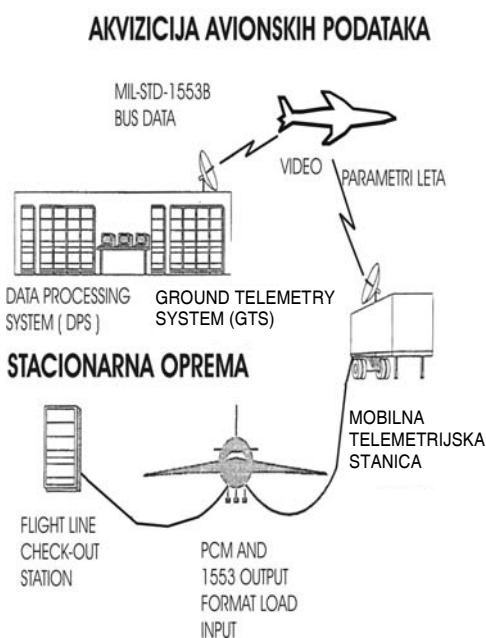 AKVIZICIJA AVIONSKIH PODATAKA
MIL-STD-1553B
BUS DATA
VIDEO
PARAMETRI LETA
DATA PROCESSING
SYSTEM ( DPS )
GROUND TELEMETRY
SYSTEM (GTS)
STACIONARNA OPREMA
MOBILNA
TELEMETRIJSKA
STANICA
FLIGHT LINE
CHECK-OUT
STATION
PCM AND
1553 OUTPUT
FORMAT LOAD
INPUT